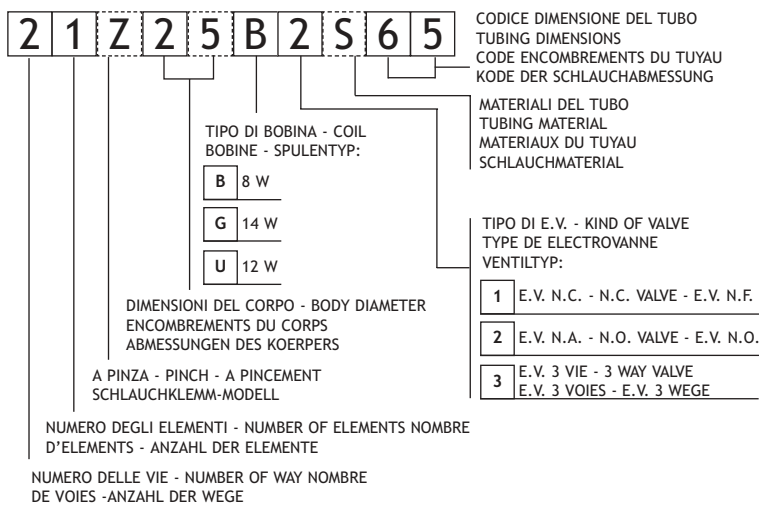 2 1 Z 2 5 B 2 S 6 5
CODICE DIMENSIONE DEL TUBO
TUBING DIMENSIONS
CODE ENCOMBREMENTS DU TUYAU
KODE DER SCHLAUCHABMESSUNG
MATERIALI DEL TUBO
TUBING MATERIAL
MATERIAUX DU TUYAU
SCHLAUCHMATERIAL
TIPO DI BOBINA - COIL
BOBINE - SPULENTYP:
B 8 W
G 14 W
U 12 W
TIPO DI E.V. - KIND OF VALVE
TYPE DE ELECTROVANNE
VENTILTYP:
1 E.V. N.C. - N.C. VALVE - E.V. N.F.
2 E.V. N.A. - N.O. VALVE - E.V. N.O.
3 E.V. 3 VIE - 3 WAY VALVE
E.V. 3 VOIES - E.V. 3 WEGE
DIMENSIONI DEL CORPO - BODY DIAMETER
ENCOMBREMENTS DU CORPS
ABMESSUNGEN DES KOERPERS
A PINZA - PINCH - A PINCEMENT
SCHLAUCHKLEMM-MODELL
NUMERO DEGLI ELEMENTI - NUMBER OF ELEMENTS NOMBRE
D'ELEMENTS - ANZAHL DER ELEMENTE
NUMERO DELLE VIE - NUMBER OF WAY NOMBRE
DE VOIES -ANZAHL DER WEGE